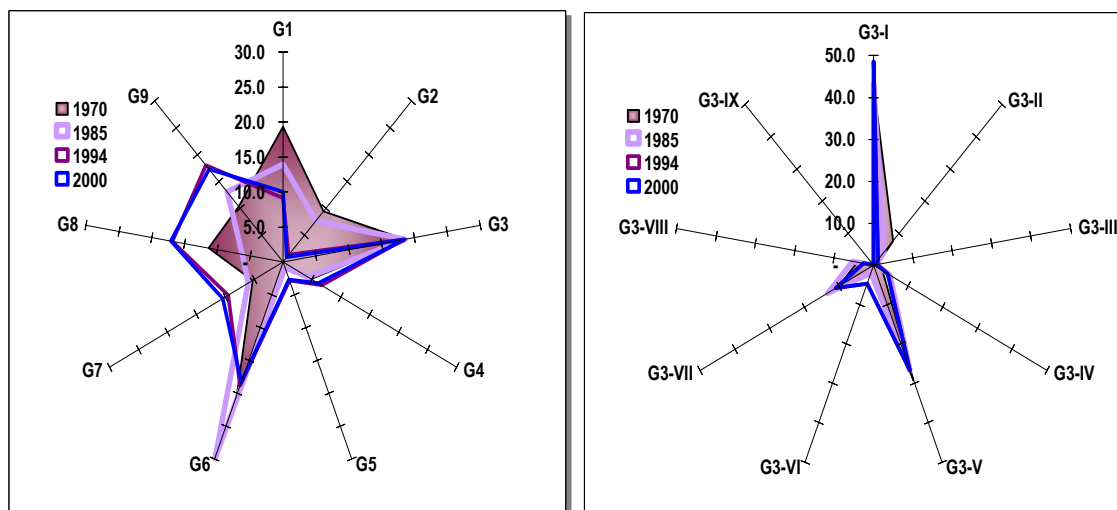 G1
30.0
25.0
20.0
15.0
10.0
5.0
-
G2
G3
G4
G5
G6
G7
G8
G9
1970
1985
1994
2000
G3-I
50.0
40.0
30.0
20.0
10.0
-
G3-II
G3-III
G3-IV
G3-V
G3-VI
G3-VII
G3-VIII
G3-IX
1970
1985
1994
2000